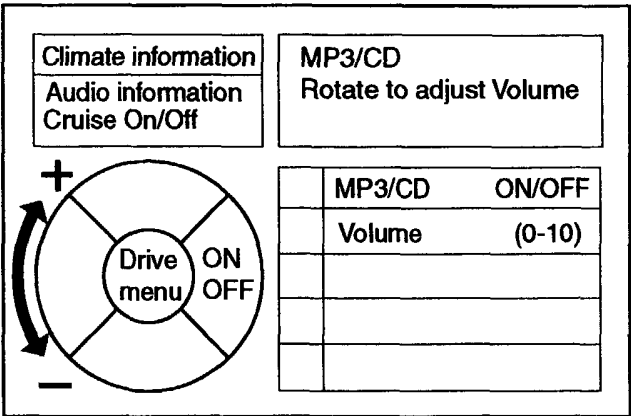 Climate information
Audio information
Cruise On/Off
MP3/CD
Rotate to adjust Volume
+
Drive
menu
ON
OFF
–
MP3/CD ON/OFF
Volume (0-10)